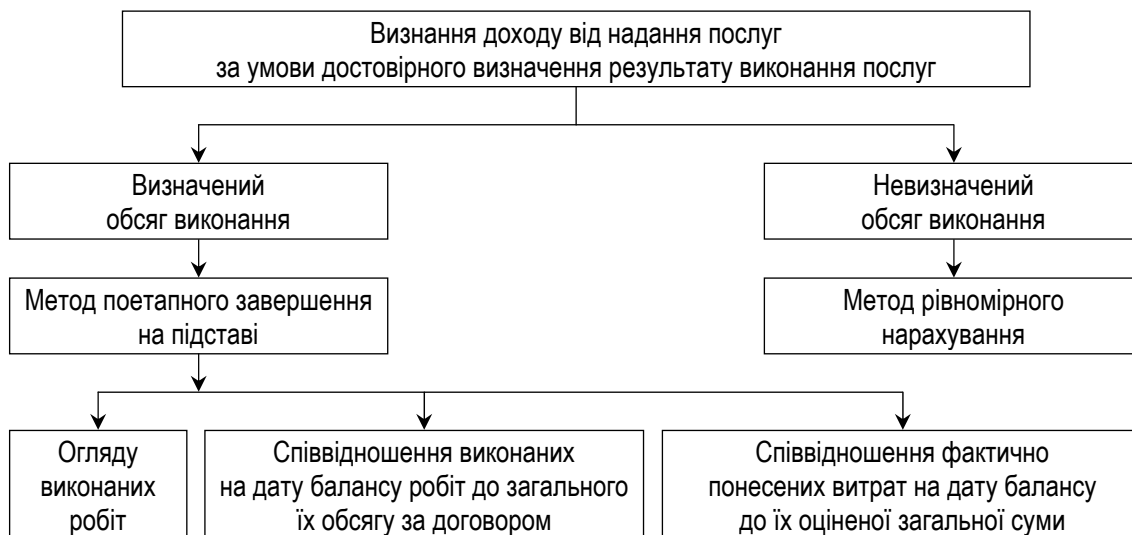 Визнання доходу від надання послуг
за умови достовірного визначення результату виконання послуг
Визначений
обсяг виконання
Невизначений
обсяг виконання
Метод поетапного завершення
на підставі
Метод рівномірного
нарахування
Огляду
виконаних
робіт
Співвідношення виконаних
на дату балансу робіт до загального
їх обсягу за договором
Співвідношення фактично
понесених витрат на дату балансу
до їх оціненої загальної суми